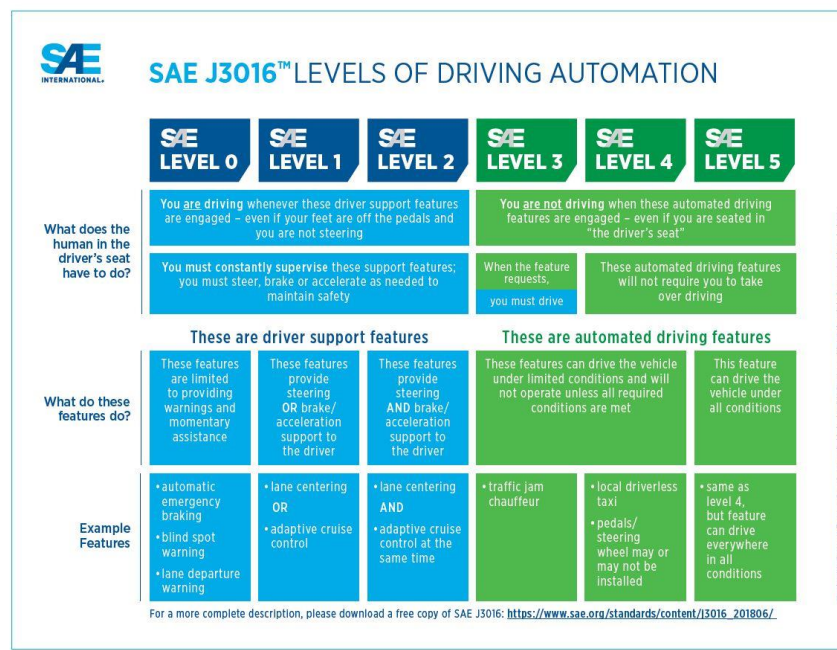 SAE
INTERNATIONAL®
SAE J3016™ LEVELS OF DRIVING AUTOMATION
SAE
LEVEL 0
SAE
LEVEL 1
SAE
LEVEL 2
SAE
LEVEL 3
SAE
LEVEL 4
SAE
LEVEL 5
What does the
human in the
driver's seat
have to do?
You are driving whenever these driver support features
are engaged – even if your feet are off the pedals and
you are not steering
You are not driving when these automated driving
features are engaged – even if you are seated in
"the driver's seat"
You must constantly supervise these support features;
you must steer, brake or accelerate as needed to
maintain safety
When the feature
requests,
you must drive
These automated driving features
will not require you to take
over driving
These are driver support features
These are automated driving features
What do these
features do?
These features
are limited
to providing
warnings and
momentary
assistance
These features
provide
steering
OR brake/
acceleration
support to
the driver
These features
provide
steering
AND brake/
acceleration
support to
the driver
These features can drive the vehicle
under limited conditions and will
not operate unless all required
conditions are met
This feature
can drive the
vehicle under
all conditions
Example
Features
• automatic
emergency
braking
• blind spot
warning
• lane departure
warning
• lane centering
OR
• adaptive cruise
control
• lane centering
AND
• adaptive cruise
control at the
same time
• traffic jam
chauffeur
• local driverless
taxi
• pedals/
steering
wheel may or
may not be
installed
• same as
level 4,
but feature
can drive
everywhere
in all
conditions
For a more complete description, please download a free copy of SAE J3016: https://www.sae.org/standards/content/J3016_201806/